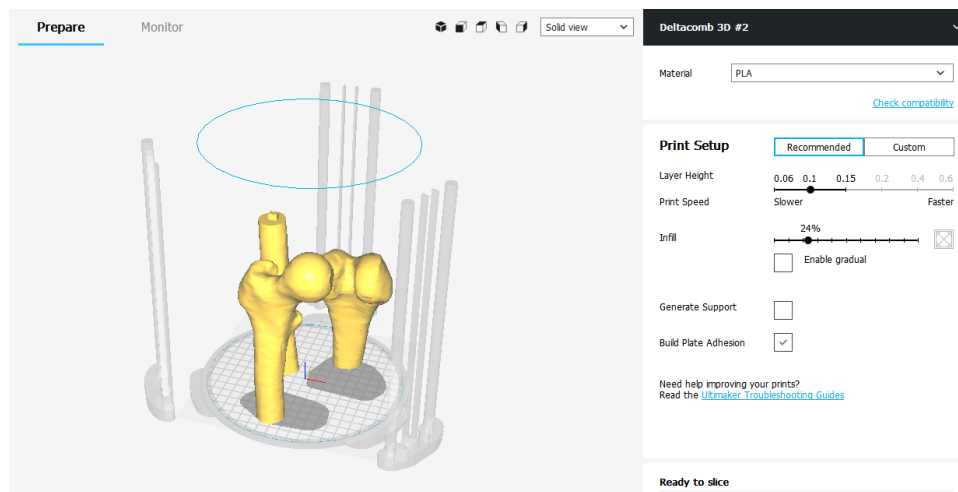 Prepare
Monitor
Solid view
Deltacomb 3D #2
Material
PLA
Check compatibility
Print Setup
Recommended
Custom
Layer Height
0.06 0.1 0.15 0.2 0.4 0.6
Print Speed
Slower
Faster
Infill
24%
Enable gradual
Generate Support
Build Plate Adhesion
Need help improving your prints?
Read the Ultimaker Troubleshooting Guides
Ready to slice